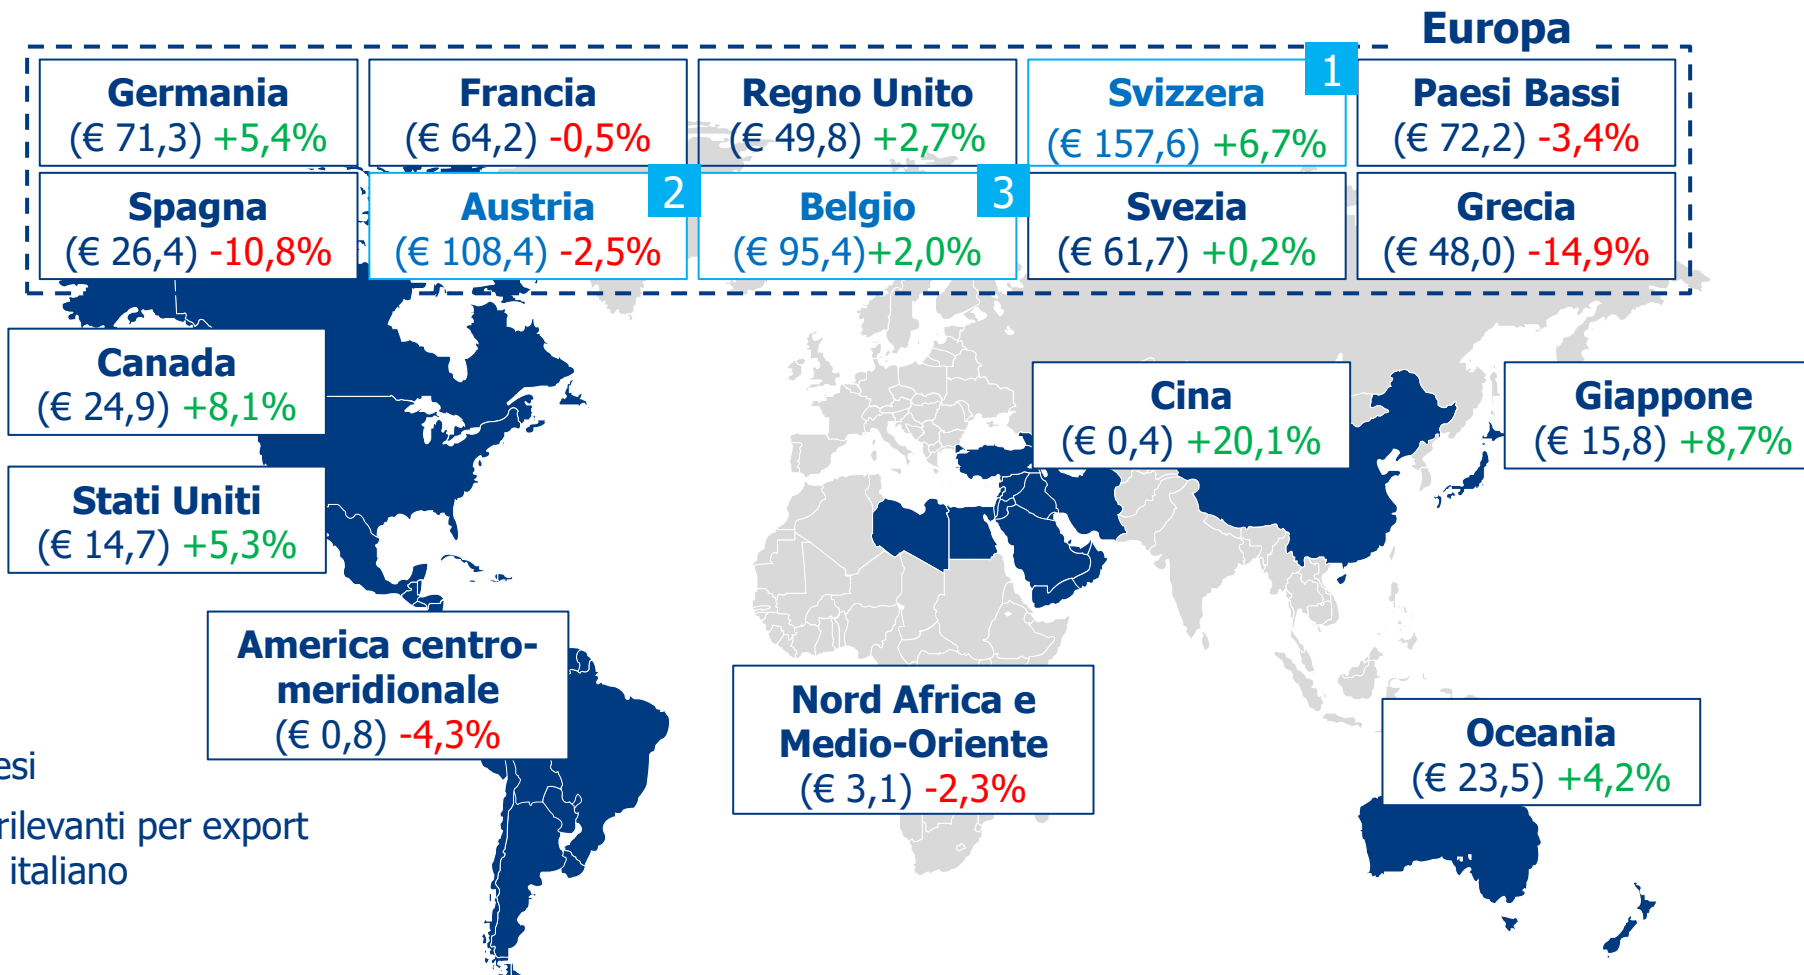 Europa
Germania
(€ 71,3) +5,4%
Francia
(€ 64,2) -0,5%
Regno Unito
(€ 49,8) +2,7%
1
Svizzera
(€ 157,6) +6,7%
Paesi Bassi
(€ 72,2) -3,4%
Spagna
(€ 26,4) -10,8%
2
Austria
(€ 108,4) -2,5%
3
Belgio
(€ 95,4)+2,0%
Svezia
(€ 61,7) +0,2%
Grecia
(€ 48,0) -14,9%
Canada
(€ 24,9) +8,1%
Cina
(€ 0,4) +20,1%
Giappone
(€ 15,8) +8,7%
Stati Uniti
(€ 14,7) +5,3%
America centro-
meridionale
(€ 0,8) -4,3%
Nord Africa e
Medio-Oriente
(€ 3,1) -2,3%
Oceania
(€ 23,5) +4,2%
esi
rilevanti per export
italiano